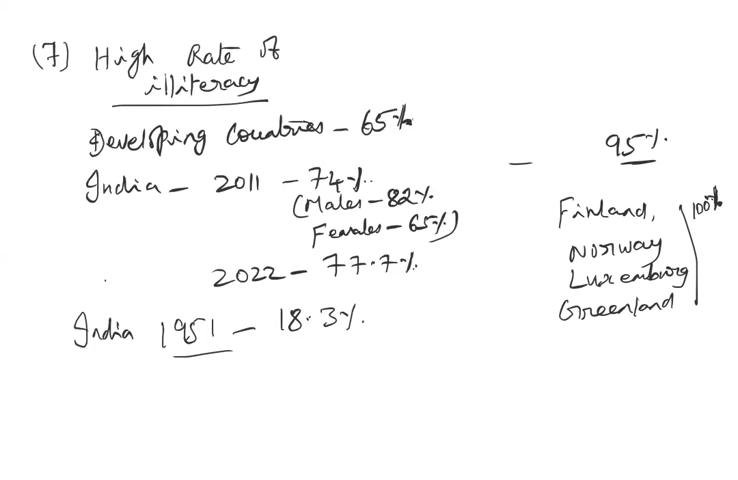 (7) High Rate of
illiteracy
Developing Countries - 65%
- 95%
India - 2011 - 74%.
(Males - 82%.
Females - 65%)
2022 - 77.7%
India 1951 - 18.3%.
Finland, 100%
Norway
Luxemburg
Greenland